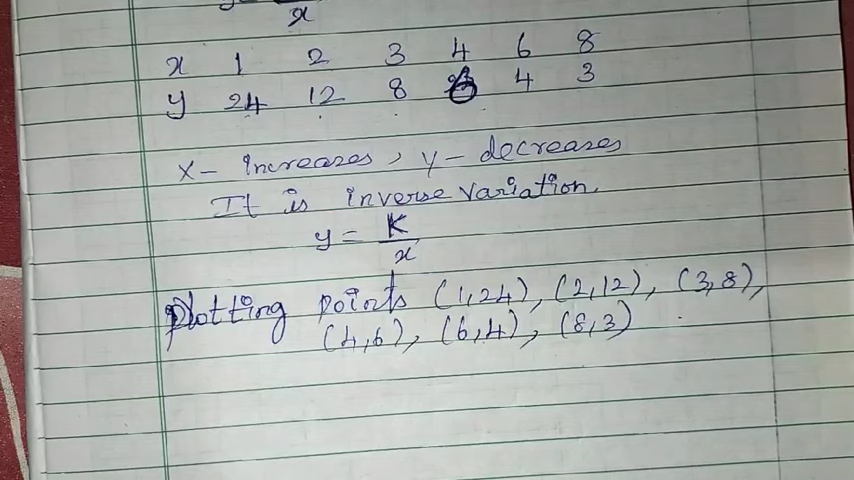 x
x 1 2 3 4 6 8
y 24 12 8 6 4 3
x- increases, y- decreases
It is inverse variation.
y = K
x
plotting points (1,24), (2,12), (3,8),
(4,6), (6,4), (8,3)